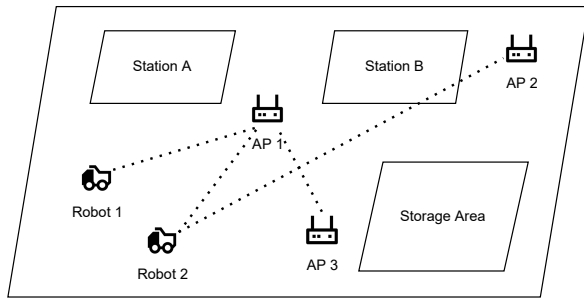 Station A
Station B
AP 2
AP 1
Robot 1
Storage Area
Robot 2
AP 3